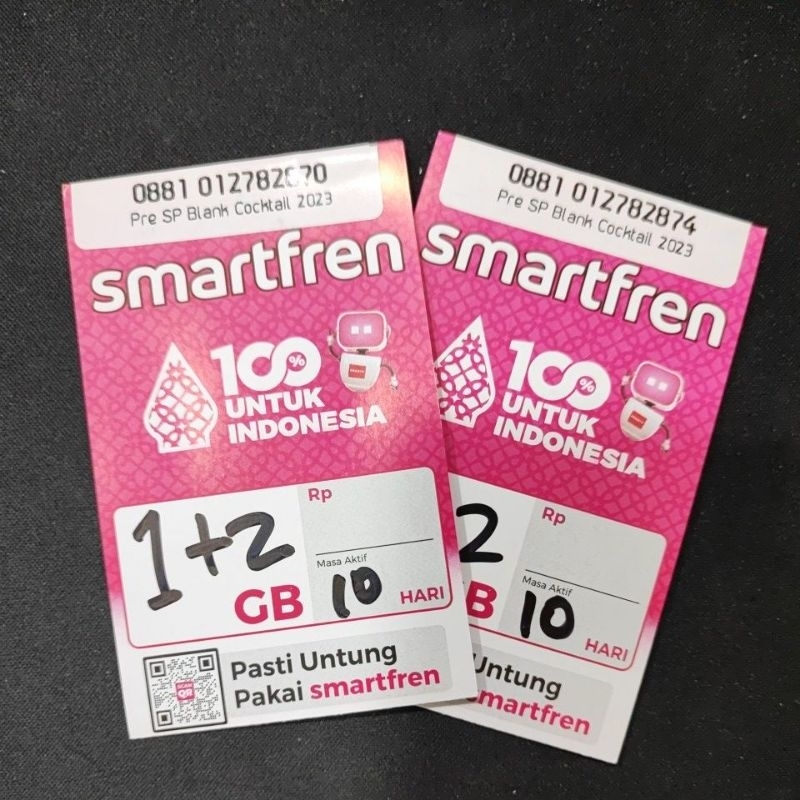 0881 012782870
Pre SP Blank Cocktail 2023
smartfren
100%
UNTUK
INDONESIA
1+2
GB
Rp
Masa Aktif
10
HARI
SCAN
QR
Pasti Untung
Pakai smartfren
0881 012782874
Pre SP Blank Cocktail 2023
smartfren
100%
UNTUK
INDONESIA
2
B
Rp
Masa Aktif
10
HARI
Untung
smartfren